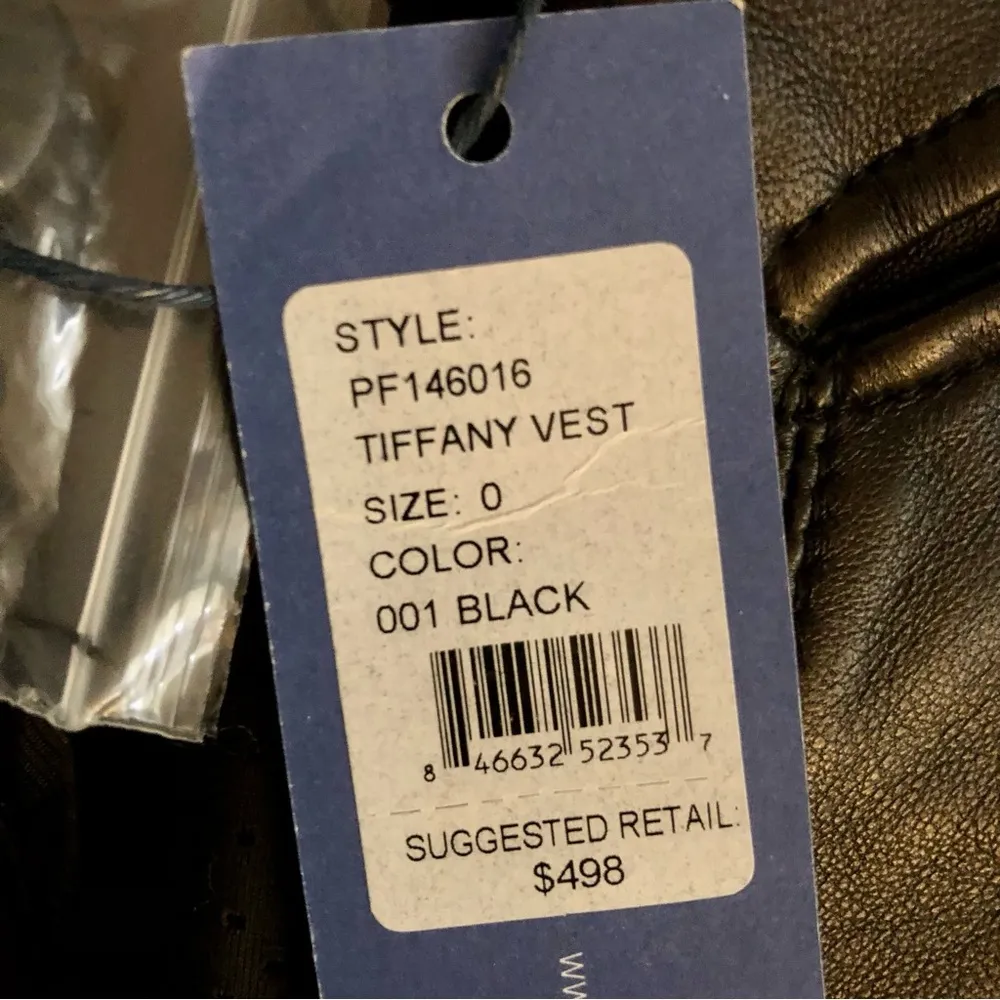 STYLE:
PF146016
TIFFANY VEST
SIZE: 0
COLOR:
001 BLACK
8 46632 52353 7
SUGGESTED RETAIL:
$498